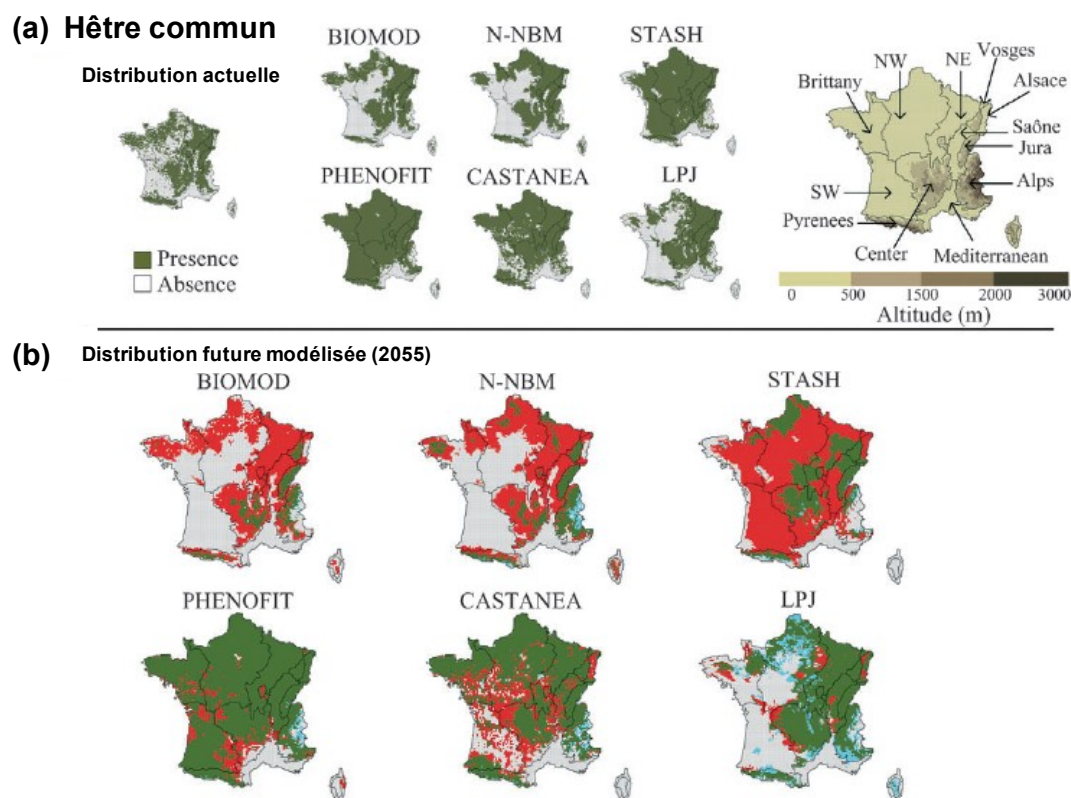 (a) Hêtre commun
Distribution actuelle
BIOMOD
N-NBM
STASH
PHENOFIT
CASTANEA
LPJ
Presence
Absence
Brittany
NW
NE
Vosges
Alsace
Saône
Jura
Alps
SW
Pyrenees
Center
Mediterranean
0 500 1500 2000 3000
Altitude (m)
(b) Distribution future modélisée (2055)
BIOMOD
N-NBM
STASH
PHENOFIT
CASTANEA
LPJ